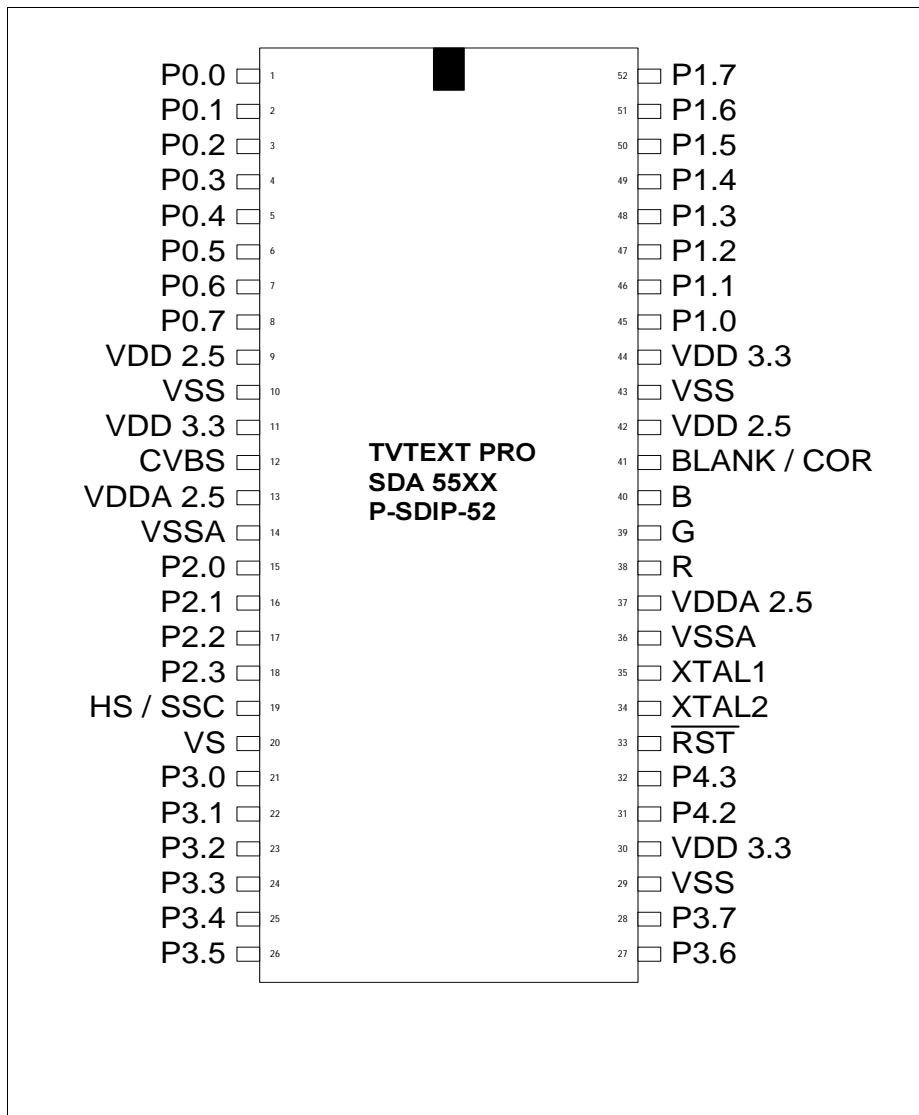 P0.0 1 52 P1.7
P0.1 2 51 P1.6
P0.2 3 50 P1.5
P0.3 4 49 P1.4
P0.4 5 48 P1.3
P0.5 6 47 P1.2
P0.6 7 46 P1.1
P0.7 8 45 P1.0
VDD 2.5 9 44 VDD 3.3
VSS 10 43 VSS
VDD 3.3 11 42 VDD 2.5
CVBS 12 41 BLANK / COR
VDDA 2.5 13 40 B
VSSA 14 39 G
P2.0 15 38 R
P2.1 16 37 VDDA 2.5
P2.2 17 36 VSSA
P2.3 18 35 XTAL1
HS / SSC 19 34 XTAL2
VS 20 33 R̅S̅T̅
P3.0 21 32 P4.3
P3.1 22 31 P4.2
P3.2 23 30 VDD 3.3
P3.3 24 29 VSS
P3.4 25 28 P3.7
P3.5 26 27 P3.6
TVTEXT PRO
SDA 55XX
P-SDIP-52